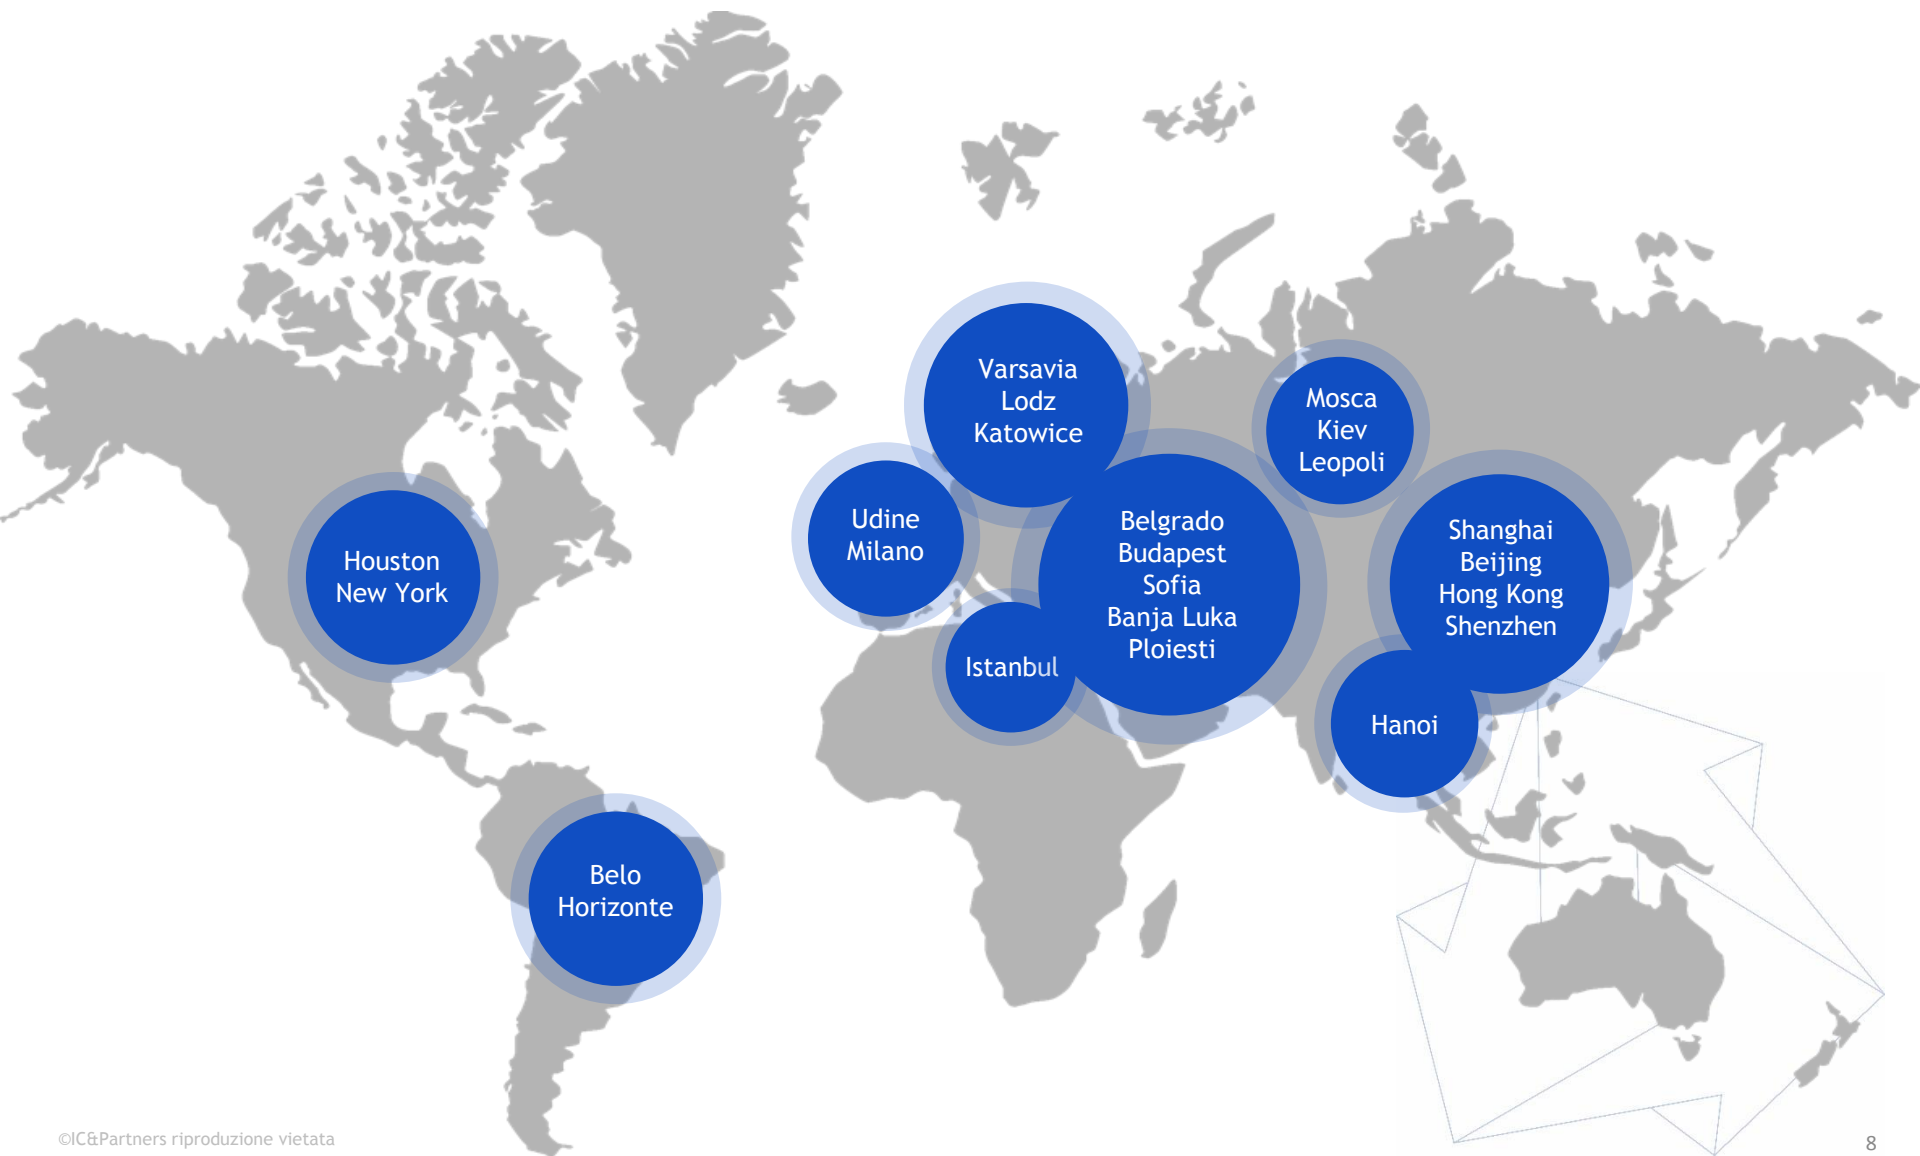 Varsavia
Lodz
Katowice
Mosca
Kiev
Leopoli
Udine
Milano
Belgrado
Budapest
Sofia
Banja Luka
Ploiesti
Shanghai
Beijing
Hong Kong
Shenzhen
Houston
New York
Istanbul
Hanoi
Belo
Horizonte
©IC&Partners riproduzione vietata
8